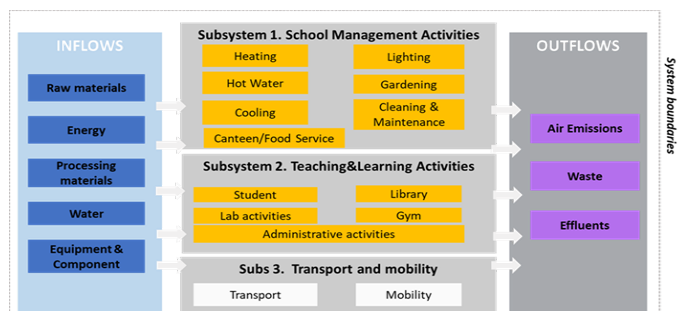 INFLOWS
Raw materials
Energy
Processing
materials
Water
Equipment &
Component
Subsystem 1. School Management Activities
Heating
Lighting
Hot Water
Gardening
Cooling
Cleaning &
Maintenance
Canteen/Food Service
Subsystem 2. Teaching&Learning Activities
Student
Library
Lab activities
Gym
Administrative activities
Subs 3. Transport and mobility
Transport
Mobility
OUTFLOWS
Air Emissions
Waste
Effluents
System boundaries